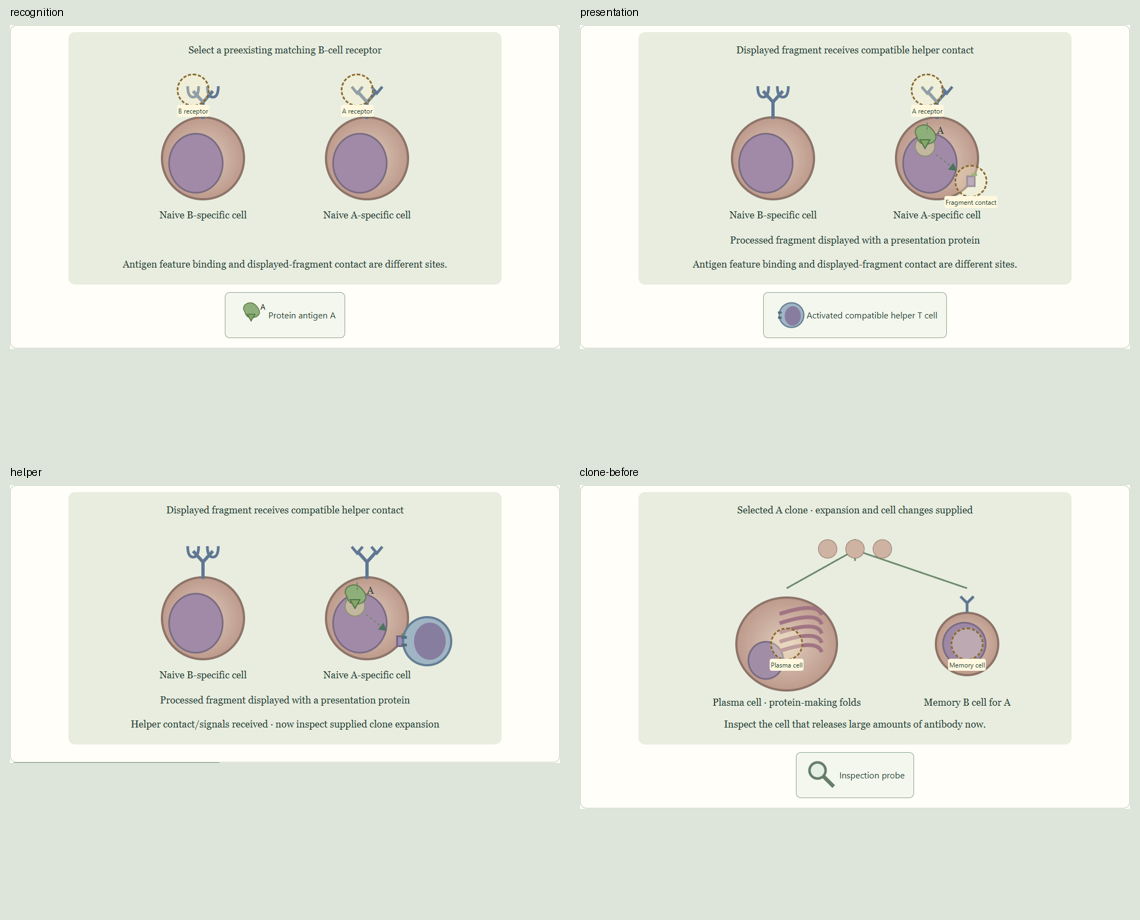 recognition
Select a preexisting matching B-cell receptor
B receptor
A receptor
Naive B-specific cell
Naive A-specific cell
Antigen feature binding and displayed-fragment contact are different sites.
A
Protein antigen A
presentation
Displayed fragment receives compatible helper contact
A receptor
A
Fragment contact
Naive B-specific cell
Naive A-specific cell
Processed fragment displayed with a presentation protein
Antigen feature binding and displayed-fragment contact are different sites.
Activated compatible helper T cell
helper
Displayed fragment receives compatible helper contact
A
Naive B-specific cell
Naive A-specific cell
Processed fragment displayed with a presentation protein
Helper contact/signals received · now inspect supplied clone expansion
clone-before
Selected A clone · expansion and cell changes supplied
Plasma cell
Memory cell
Plasma cell · protein-making folds
Memory B cell for A
Inspect the cell that releases large amounts of antibody now.
Inspection probe